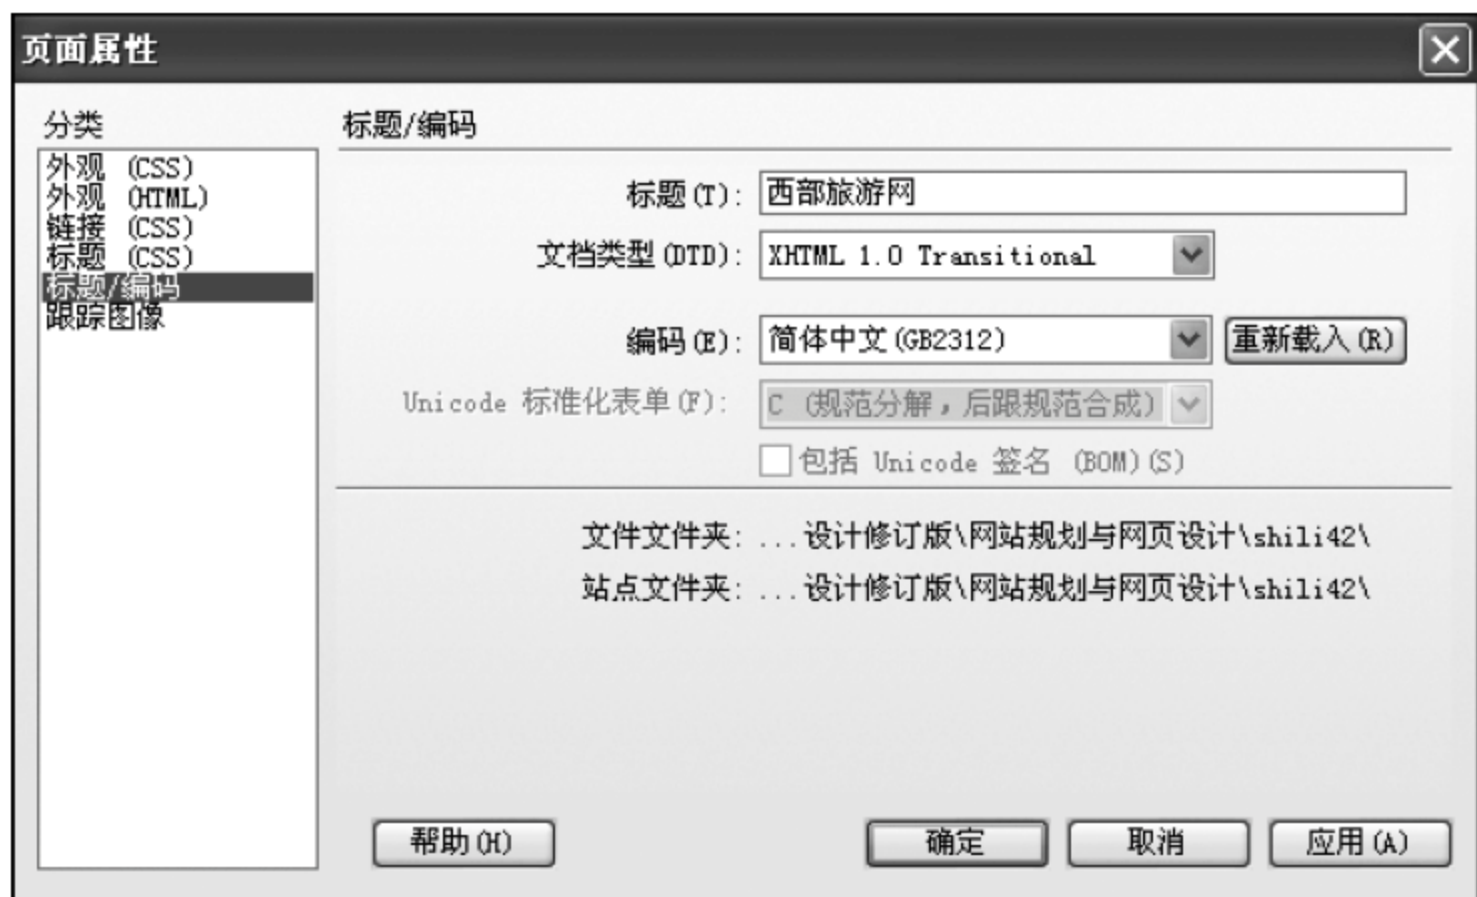 页面属性
分类
外观 (CSS)
外观 (HTML)
链接 (CSS)
标题 (CSS)
标题/编码
跟踪图像
标题/编码
标题(T): 西部旅游网
文档类型(DTD): XHTML 1.0 Transitional
编码(E): 简体中文(GB2312) 重新载入(R)
Unicode 标准化表单(F): C (规范分解，后跟规范合成)
包括 Unicode 签名 (BOM)(S)
文件文件夹: ...设计修订版\网站规划与网页设计\shili42\
站点文件夹: ...设计修订版\网站规划与网页设计\shili42\
帮助(H) 确定 取消 应用(A)